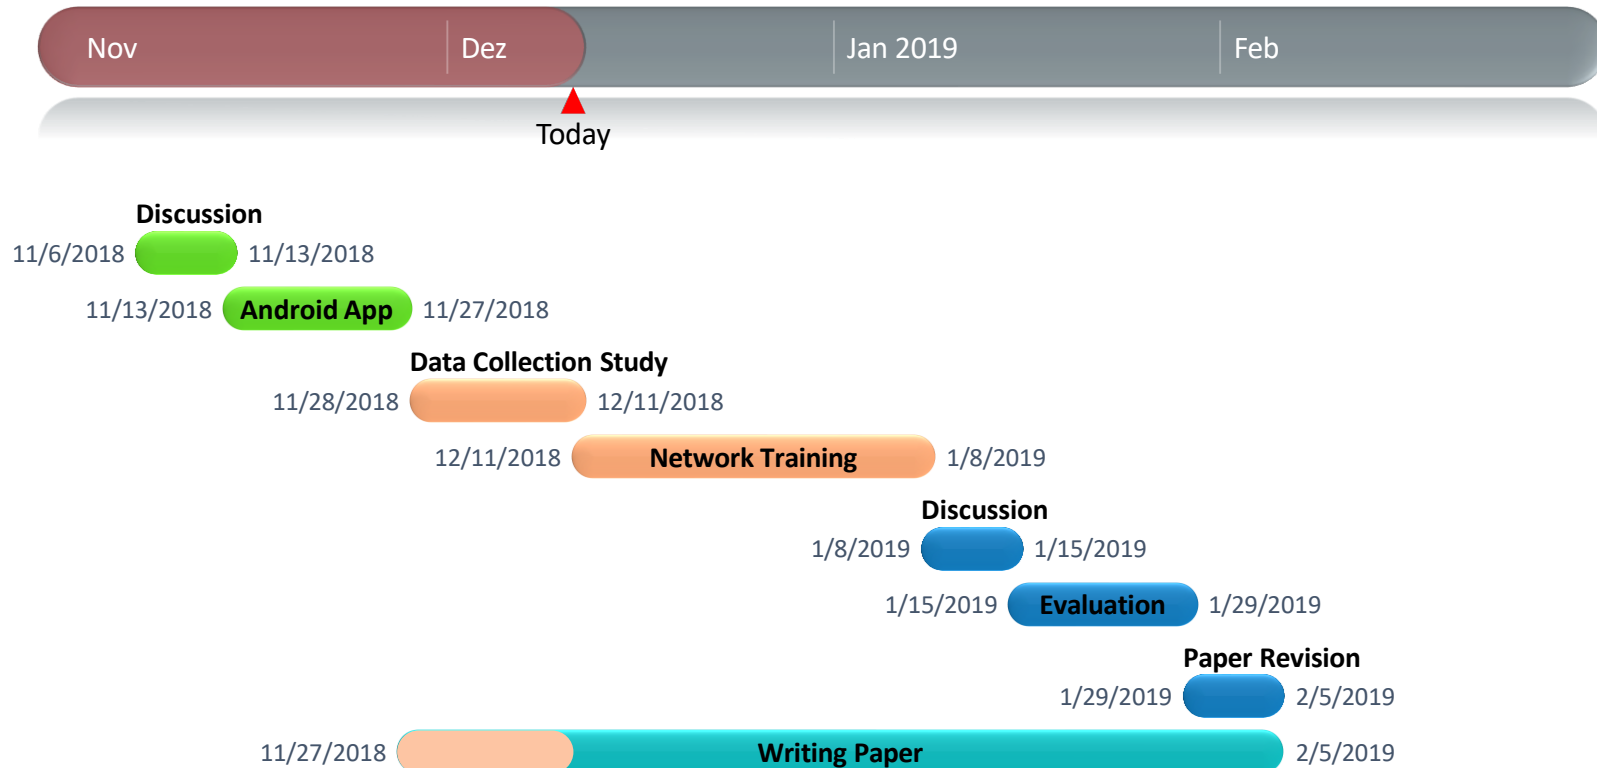 Nov Dez Jan 2019 Feb
Today
Discussion
11/6/2018 11/13/2018
11/13/2018 Android App 11/27/2018
Data Collection Study
11/28/2018 12/11/2018
12/11/2018 Network Training 1/8/2019
Discussion
1/8/2019 1/15/2019
1/15/2019 Evaluation 1/29/2019
Paper Revision
1/29/2019 2/5/2019
11/27/2018 Writing Paper 2/5/2019